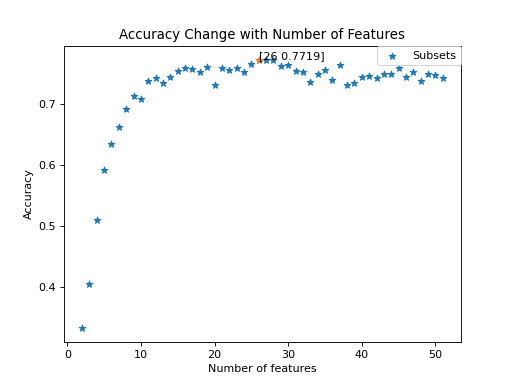 Accuracy Change with Number of Features
[26 0.7719]
Subsets
0.7
0.6
0.5
0.4
Accuracy
0 10 20 30 40 50
Number of features